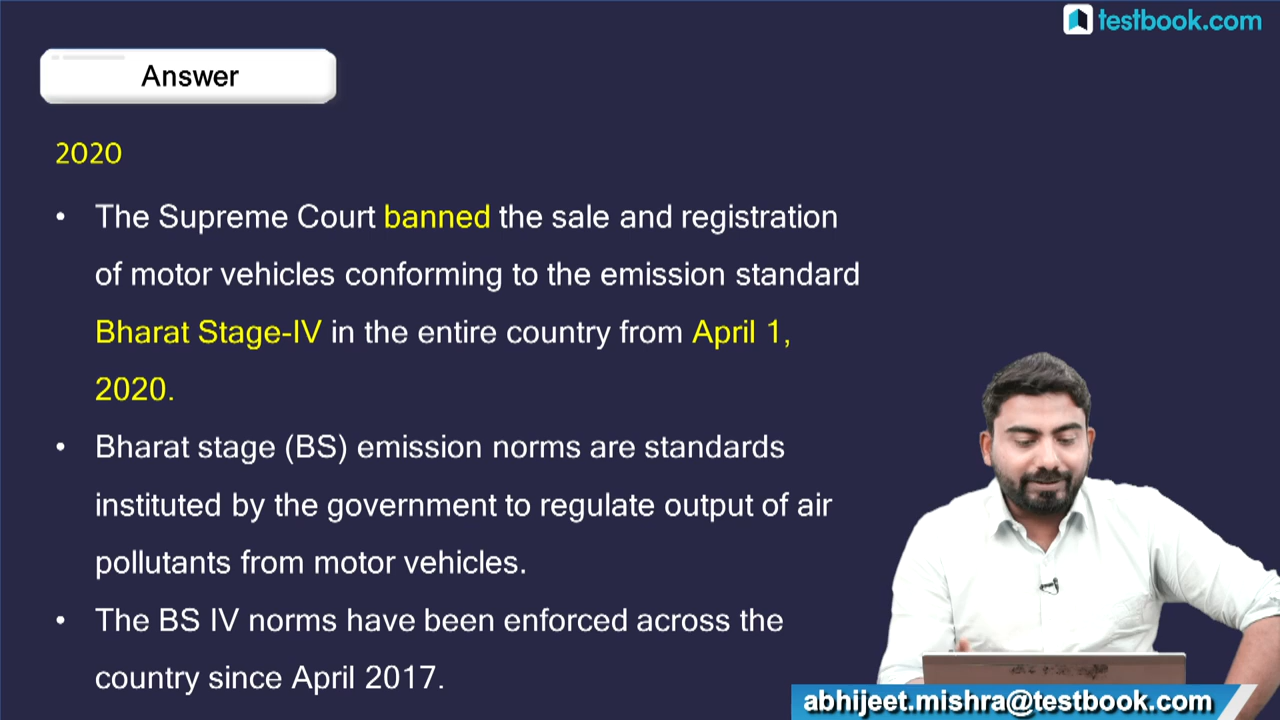 testbook.com
Answer
2020
• The Supreme Court banned the sale and registration
of motor vehicles conforming to the emission standard
Bharat Stage-IV in the entire country from April 1,
2020.
• Bharat stage (BS) emission norms are standards
instituted by the government to regulate output of air
pollutants from motor vehicles.
• The BS IV norms have been enforced across the
country since April 2017.
abhijeet.mishra@testbook.com